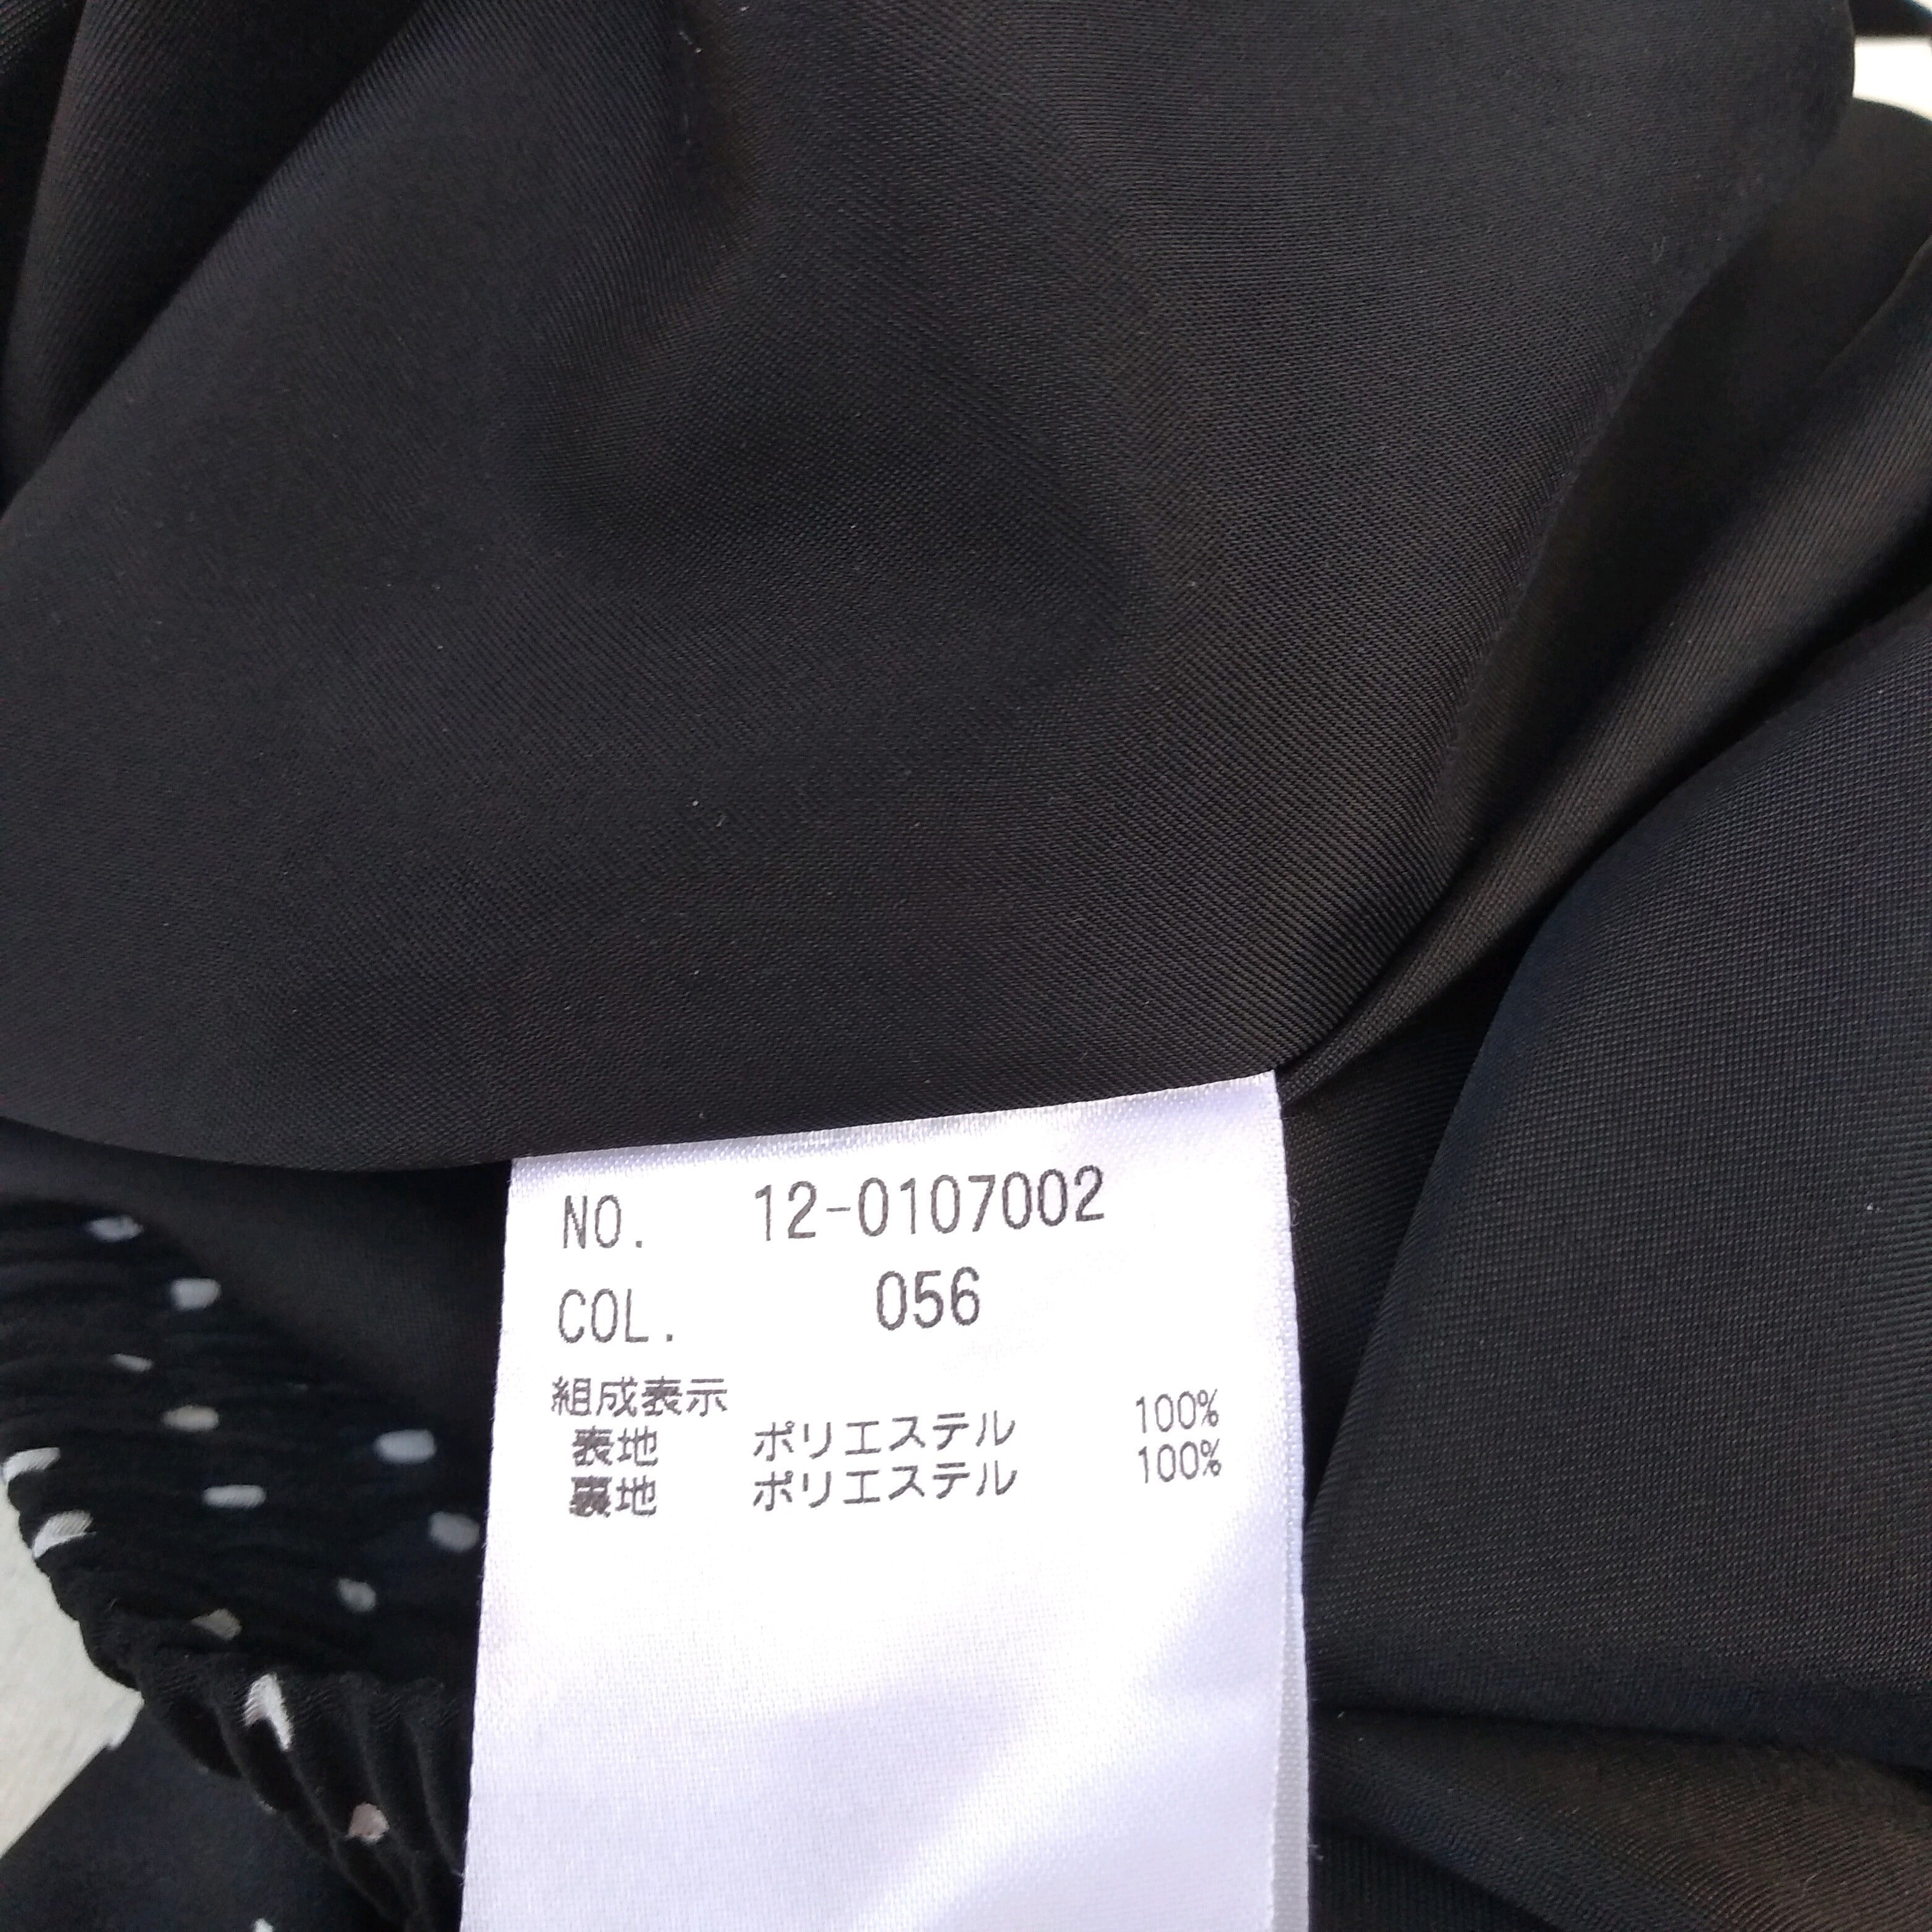 NO. 12-0107002
COL. 056
組成表示
表地 ポリエステル 100%
裏地 ポリエステル 100%